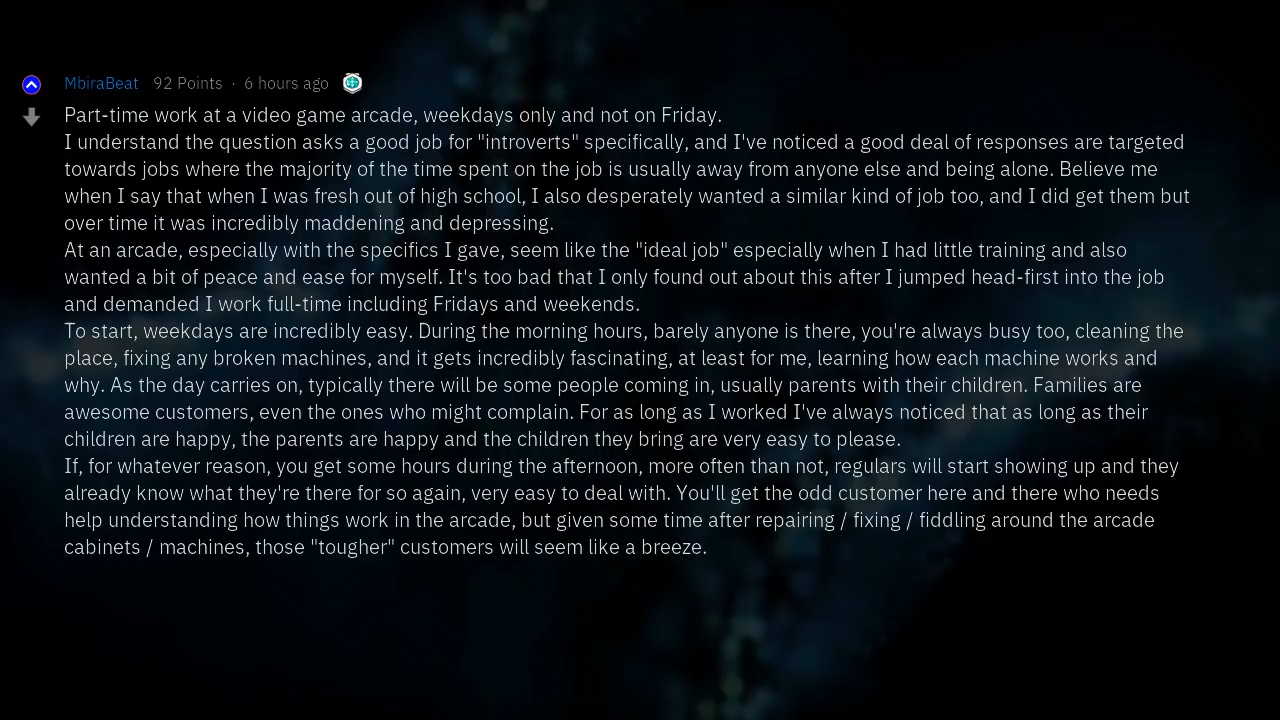 MbiraBeat 92 Points · 6 hours ago
Part-time work at a video game arcade, weekdays only and not on Friday.
I understand the question asks a good job for "introverts" specifically, and I've noticed a good deal of responses are targeted
towards jobs where the majority of the time spent on the job is usually away from anyone else and being alone. Believe me
when I say that when I was fresh out of high school, I also desperately wanted a similar kind of job too, and I did get them but
over time it was incredibly maddening and depressing.
At an arcade, especially with the specifics I gave, seem like the "ideal job" especially when I had little training and also
wanted a bit of peace and ease for myself. It's too bad that I only found out about this after I jumped head-first into the job
and demanded I work full-time including Fridays and weekends.
To start, weekdays are incredibly easy. During the morning hours, barely anyone is there, you're always busy too, cleaning the
place, fixing any broken machines, and it gets incredibly fascinating, at least for me, learning how each machine works and
why. As the day carries on, typically there will be some people coming in, usually parents with their children. Families are
awesome customers, even the ones who might complain. For as long as I worked I've always noticed that as long as their
children are happy, the parents are happy and the children they bring are very easy to please.
If, for whatever reason, you get some hours during the afternoon, more often than not, regulars will start showing up and they
already know what they're there for so again, very easy to deal with. You'll get the odd customer here and there who needs
help understanding how things work in the arcade, but given some time after repairing / fixing / fiddling around the arcade
cabinets / machines, those "tougher" customers will seem like a breeze.